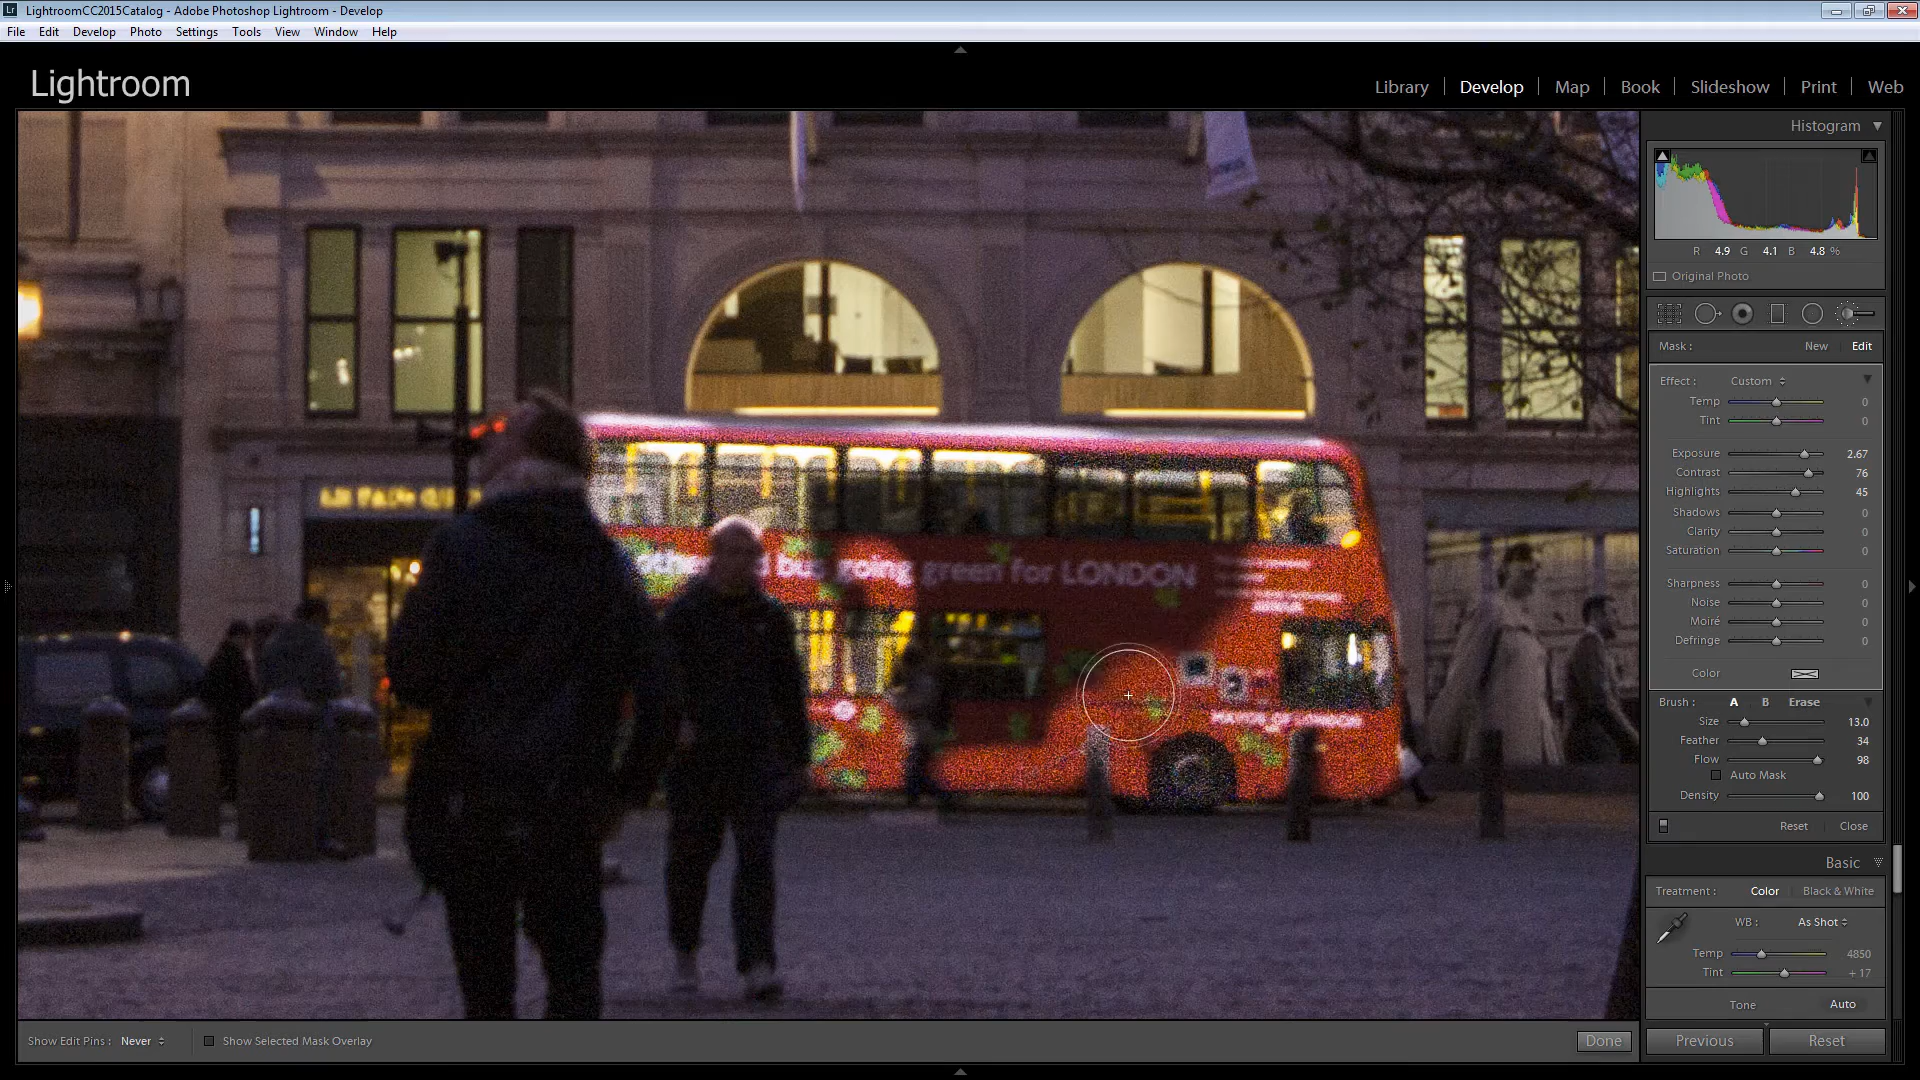 LightroomCC2015Catalog - Adobe Photoshop Lightroom - Develop
File Edit Develop Photo Settings Tools View Window Help
Lightroom
Library Develop Map Book Slideshow Print Web
Histogram
R 4.9 G 4.1 B 4.8 %
Original Photo
Mask : New Edit
Effect : Custom
Temp 0
Tint 0
Exposure 2.67
Contrast 76
Highlights 45
Shadows 0
Clarity 0
Saturation 0
Sharpness 0
Noise 0
Moiré 0
Defringe 0
Color
Brush : A B Erase
Size 13.0
Feather 34
Flow 98
Auto Mask
Density 100
Reset Close
Basic
Treatment : Color Black & White
WB : As Shot
Temp 4850
Tint + 17
Tone Auto
Previous Reset
bus going green for LONDON
MAYOR OF LONDON
Show Edit Pins : Never Show Selected Mask Overlay Done